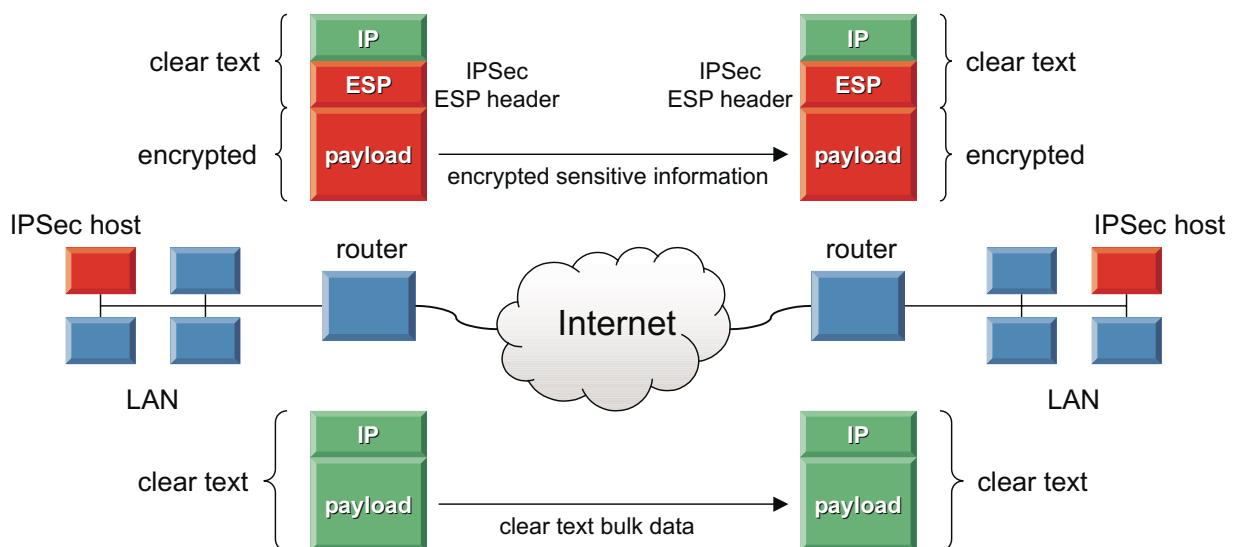 clear text
IP
ESP
IPSec
ESP header
encrypted
payload
encrypted sensitive information
IPSec
ESP header
IP
ESP
payload
clear text
encrypted
IPSec host
router
Internet
router
IPSec host
LAN
LAN
clear text
IP
payload
clear text bulk data
IP
payload
clear text